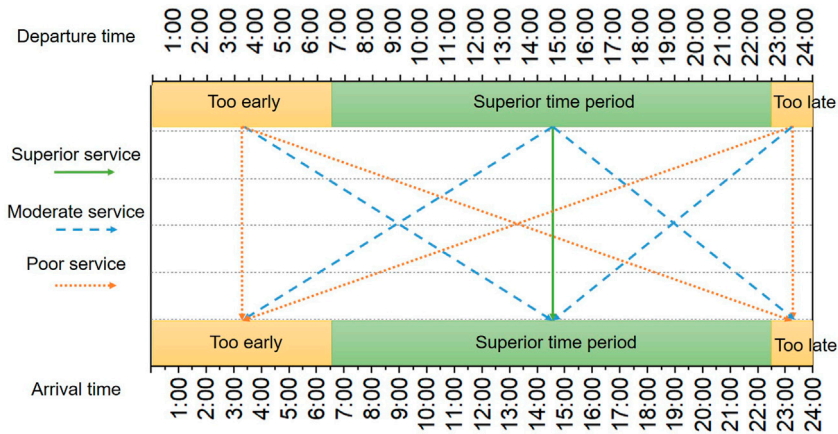 Departure time
1:00 2:00 3:00 4:00 5:00 6:00 7:00 8:00 9:00 10:00 11:00 12:00 13:00 14:00 15:00 16:00 17:00 18:00 19:00 20:00 21:00 22:00 23:00 24:00
Too early Superior time period Too late
Superior service
Moderate service
Poor service
Too early Superior time period Too late
Arrival time
1:00 2:00 3:00 4:00 5:00 6:00 7:00 8:00 9:00 10:00 11:00 12:00 13:00 14:00 15:00 16:00 17:00 18:00 19:00 20:00 21:00 22:00 23:00 24:00